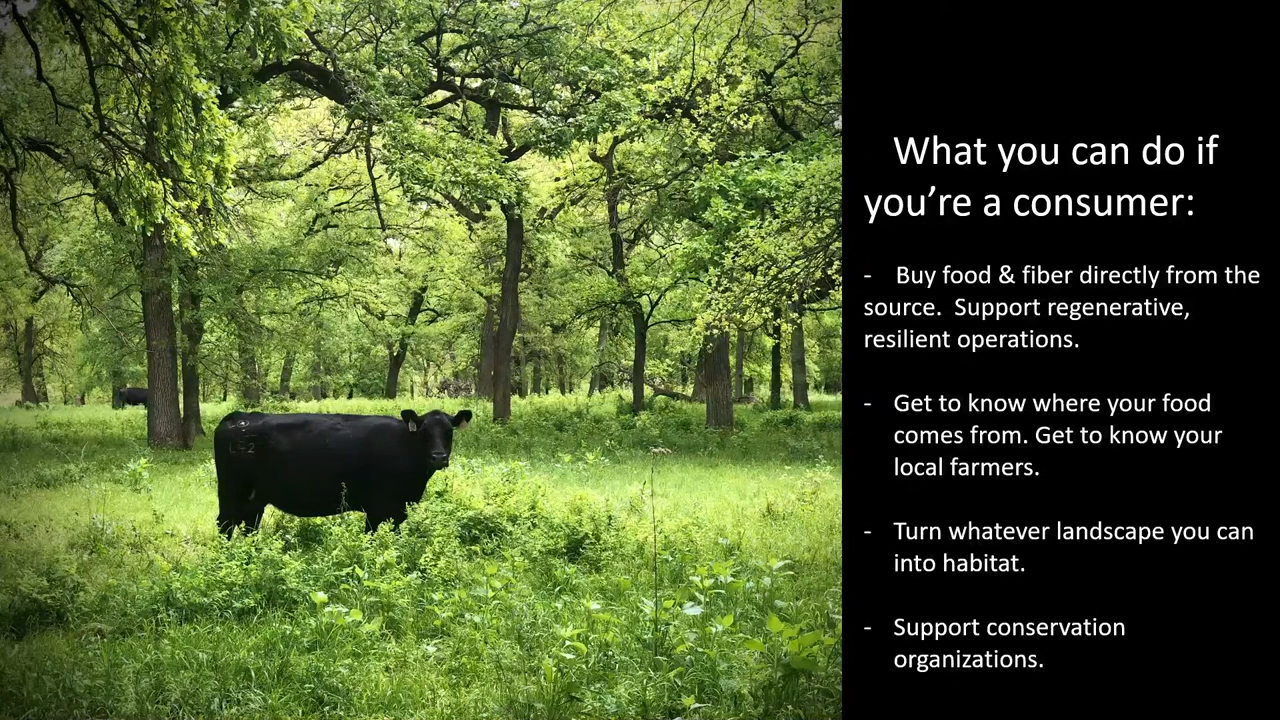 What you can do if
you’re a consumer:
- Buy food & fiber directly from the
source. Support regenerative,
resilient operations.
- Get to know where your food
comes from. Get to know your
local farmers.
- Turn whatever landscape you can
into habitat.
- Support conservation
organizations.